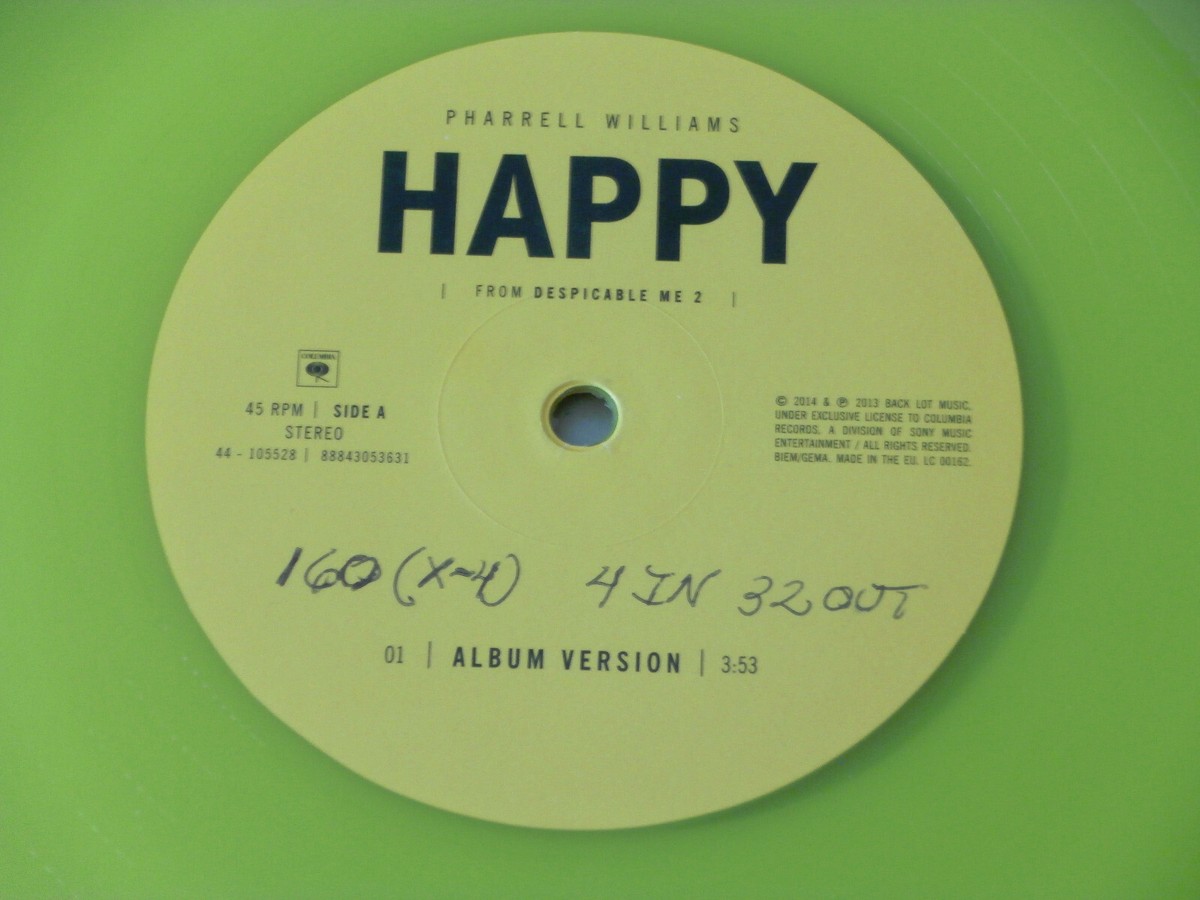 PHARRELL WILLIAMS
HAPPY
| FROM DESPICABLE ME 2 |
COLUMBIA
45 RPM | SIDE A
STEREO
44 - 105528 | 88843053631
© 2014 & ℗ 2013 BACK LOT MUSIC,
UNDER EXCLUSIVE LICENSE TO COLUMBIA
RECORDS, A DIVISION OF SONY MUSIC
ENTERTAINMENT / ALL RIGHTS RESERVED.
BIEM/GEMA. MADE IN THE EU. LC 00162.
160 (X-4) 4 IN 32 OUT
01 | ALBUM VERSION | 3:53